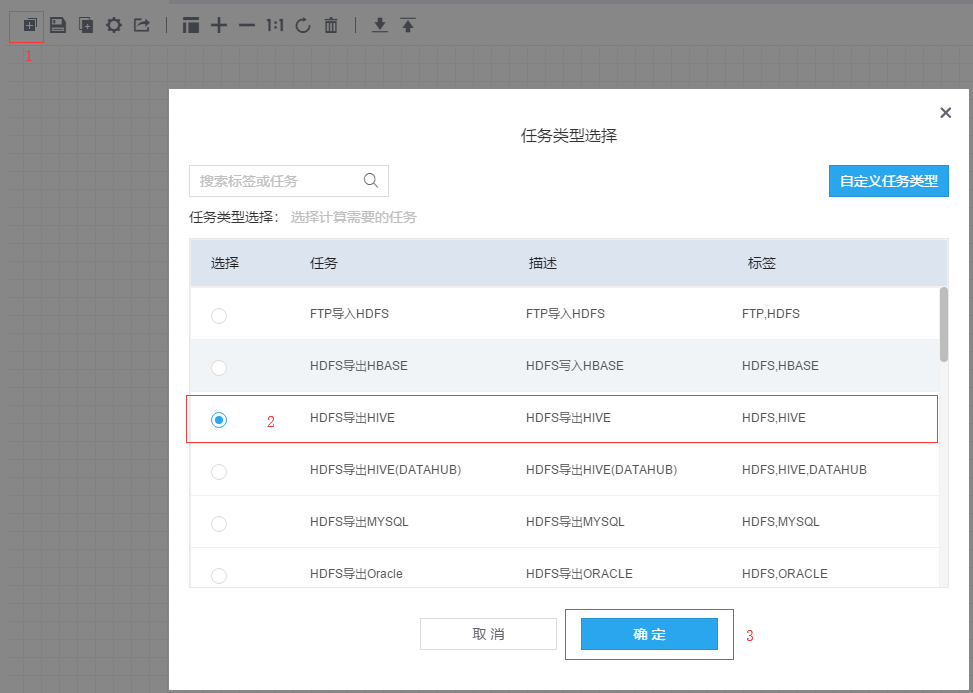 1:1
1
任务类型选择
搜索标签或任务
自定义任务类型
任务类型选择: 选择计算需要的任务
选择 任务 描述 标签
FTP导入HDFS FTP导入HDFS FTP,HDFS
HDFS导出HBASE HDFS写入HBASE HDFS,HBASE
2 HDFS导出HIVE HDFS导出HIVE HDFS,HIVE
HDFS导出HIVE(DATAHUB) HDFS导出HIVE(DATAHUB) HDFS,HIVE,DATAHUB
HDFS导出MYSQL HDFS导出MYSQL HDFS,MYSQL
HDFS导出Oracle HDFS导出ORACLE HDFS,ORACLE
取 消 确 定 3